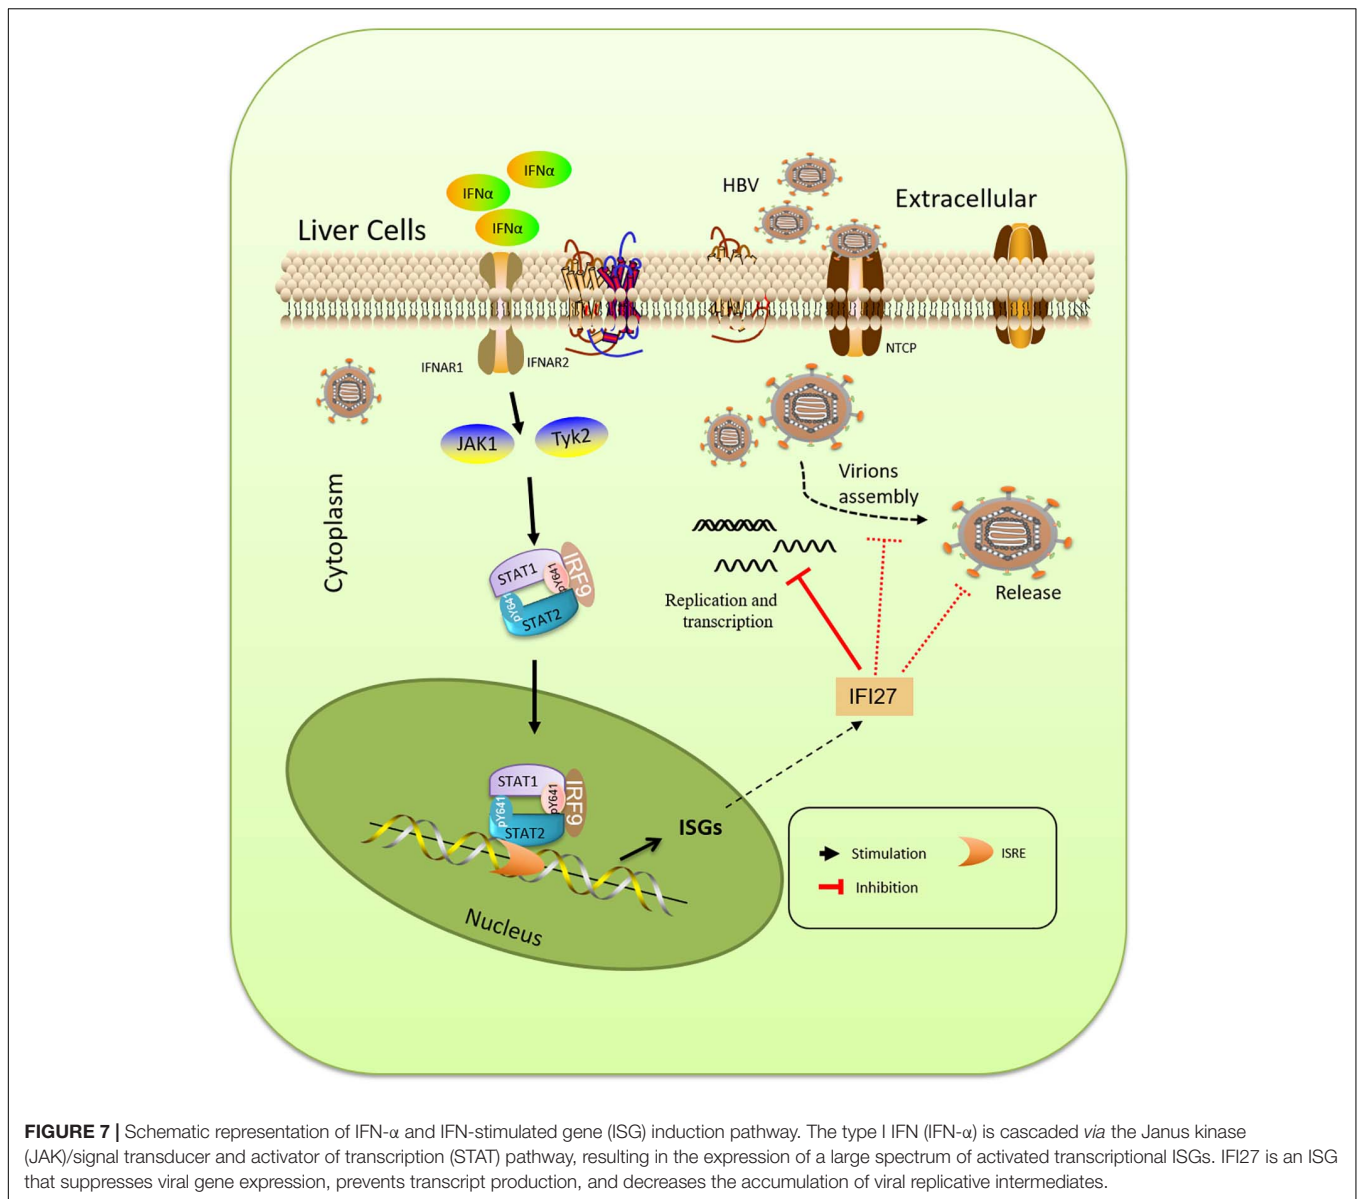 IFNα
IFNα
IFNα
HBV
Extracellular
Liver Cells
IFNAR1
IFNAR2
NTCP
JAK1
Tyk2
Cytoplasm
Virions
assembly
STAT1
pY641
IRF9
pY641
STAT2
Replication and
transcription
Release
IFI27
STAT1
pY641
IRF9
pY641
STAT2
ISGs
Nucleus
Stimulation
ISRE
Inhibition
FIGURE 7 | Schematic representation of IFN-α and IFN-stimulated gene (ISG) induction pathway. The type I IFN (IFN-α) is cascaded via the Janus kinase
(JAK)/signal transducer and activator of transcription (STAT) pathway, resulting in the expression of a large spectrum of activated transcriptional ISGs. IFI27 is an ISG
that suppresses viral gene expression, prevents transcript production, and decreases the accumulation of viral replicative intermediates.